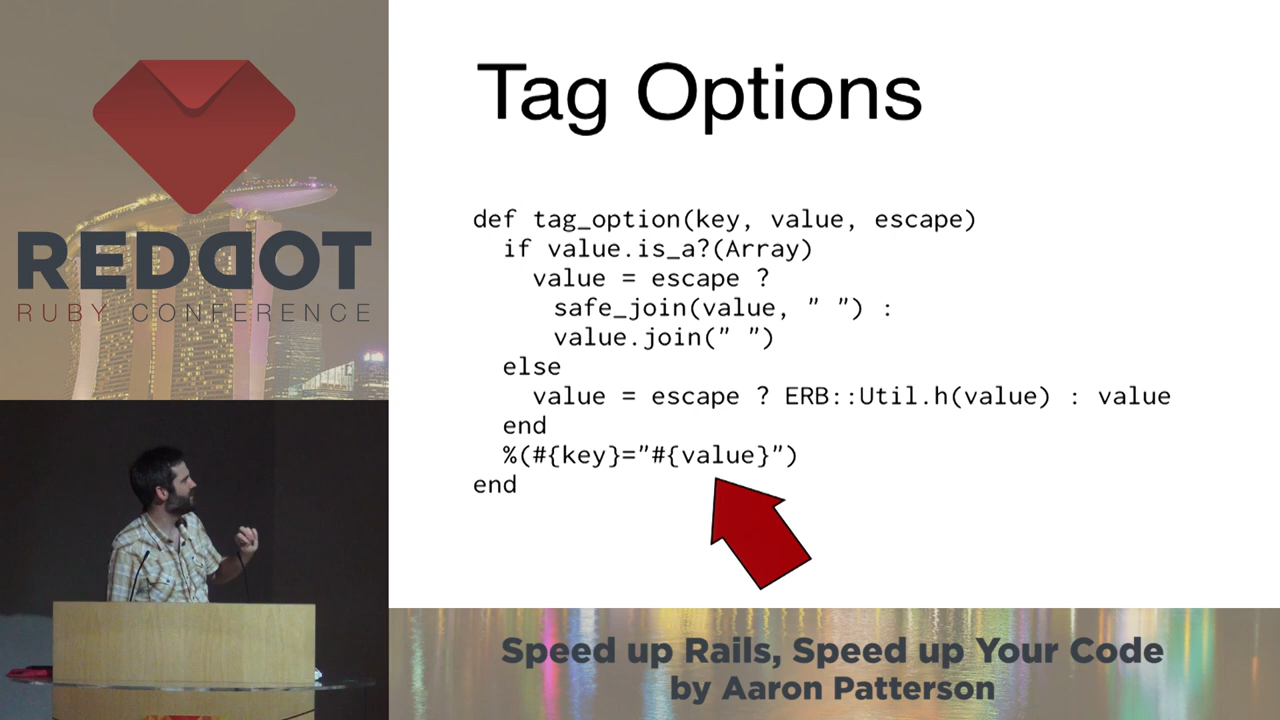 REDDOT
RUBY CONFERENCE
Tag Options
def tag_option(key, value, escape)
  if value.is_a?(Array)
    value = escape ?
      safe_join(value, " ") :
      value.join(" ")
  else
    value = escape ? ERB::Util.h(value) : value
  end
  %(#{key}="#{value}")
end
Speed up Rails, Speed up Your Code
by Aaron Patterson